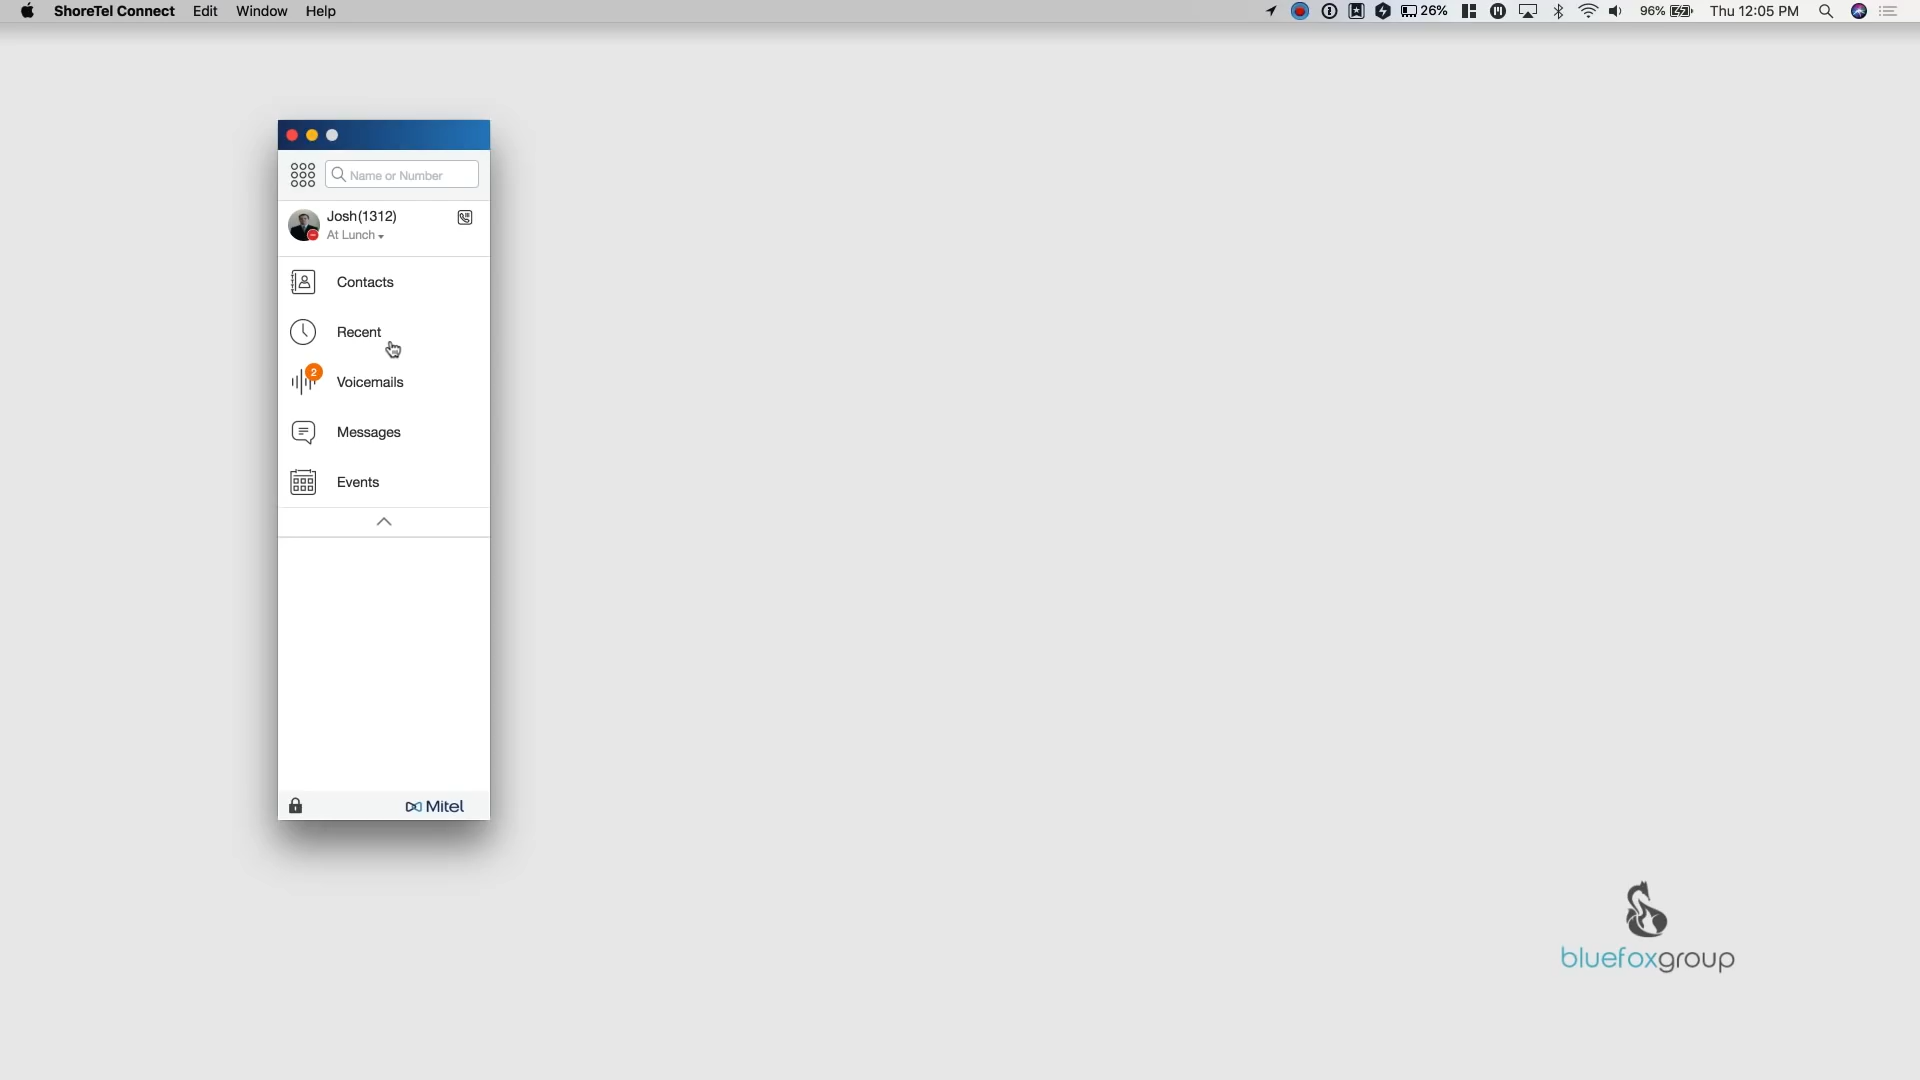 ShoreTel Connect Edit Window Help 26% 96% Thu 12:05 PM
Name or Number
Josh(1312)
At Lunch
Contacts
Recent
2
Voicemails
Messages
Events
Mitel
bluefoxgroup